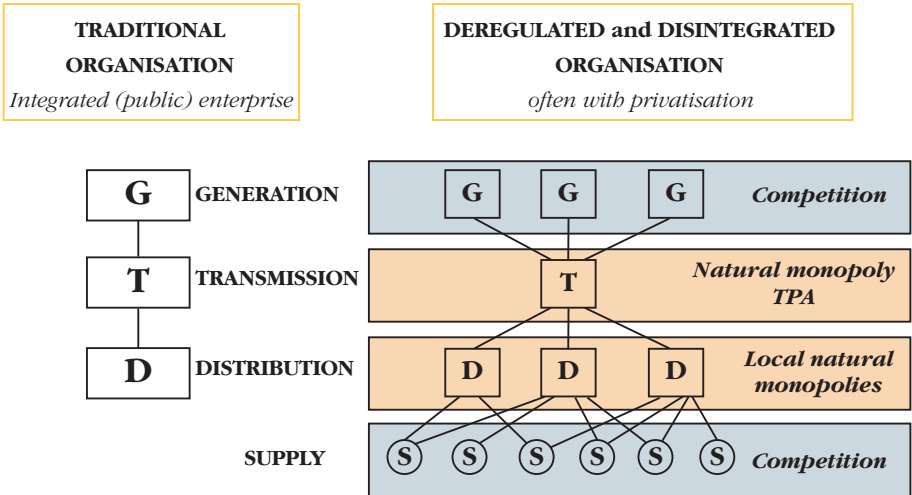 TRADITIONAL
ORGANISATION
Integrated (public) enterprise
DEREGULATED and DISINTEGRATED
ORGANISATION
often with privatisation
G GENERATION G G G Competition
T TRANSMISSION T Natural monopoly
TPA
D DISTRIBUTION D D D Local natural
monopolies
SUPPLY S S S S S S Competition